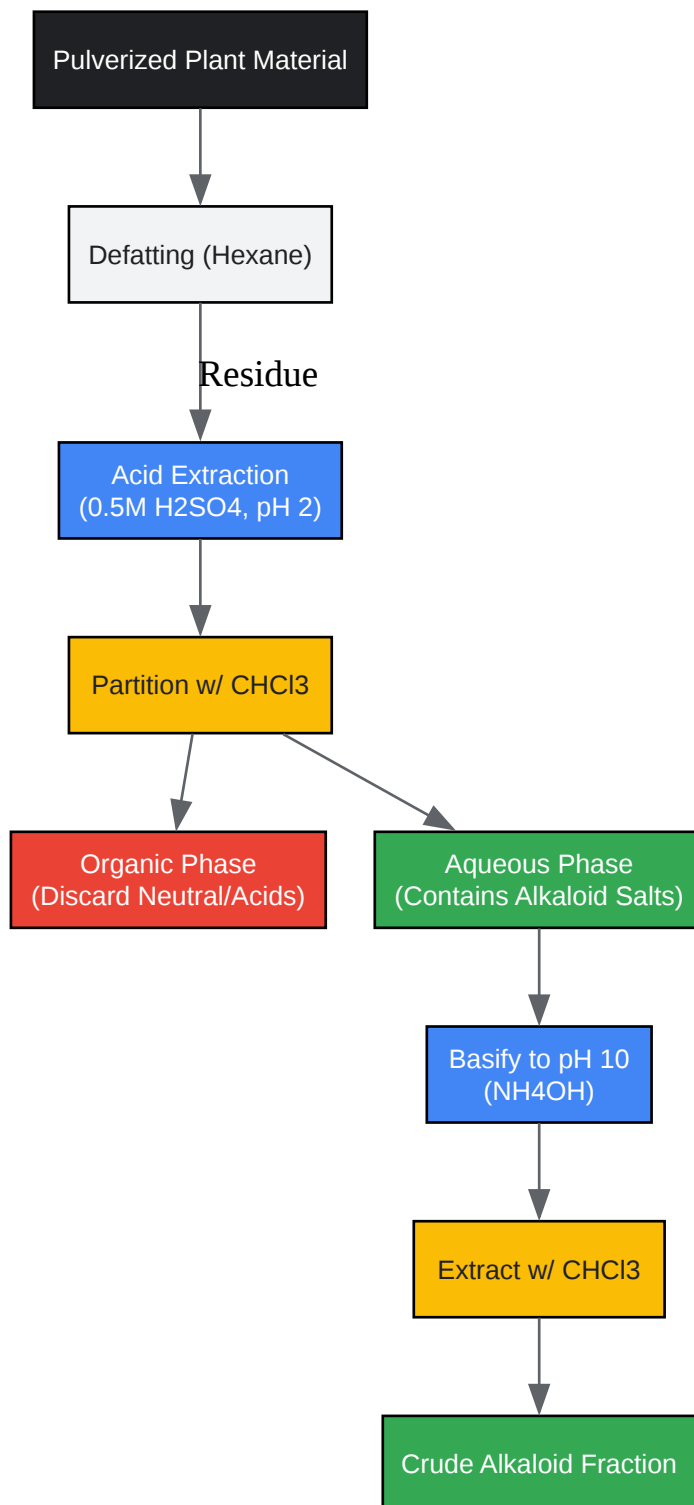 Pulverized Plant Material
Defatting (Hexane)
Residue
Acid Extraction
(0.5M H2SO4, pH 2)
Partition w/ CHCl3
Organic Phase
(Discard Neutral/Acids)
Aqueous Phase
(Contains Alkaloid Salts)
Basify to pH 10
(NH4OH)
Extract w/ CHCl3
Crude Alkaloid Fraction